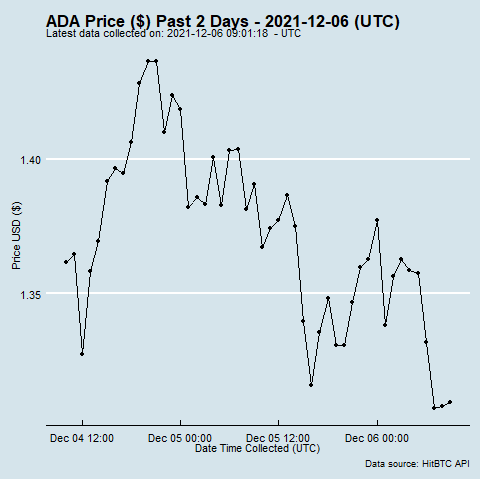 ADA Price ($) Past 2 Days - 2021-12-06 (UTC)
Latest data collected on: 2021-12-06 09:01:18 - UTC
1.40
Price USD ($)
1.35
Dec 04 12:00 Dec 05 00:00 Dec 05 12:00 Dec 06 00:00
Date Time Collected (UTC)
Data source: HitBTC API